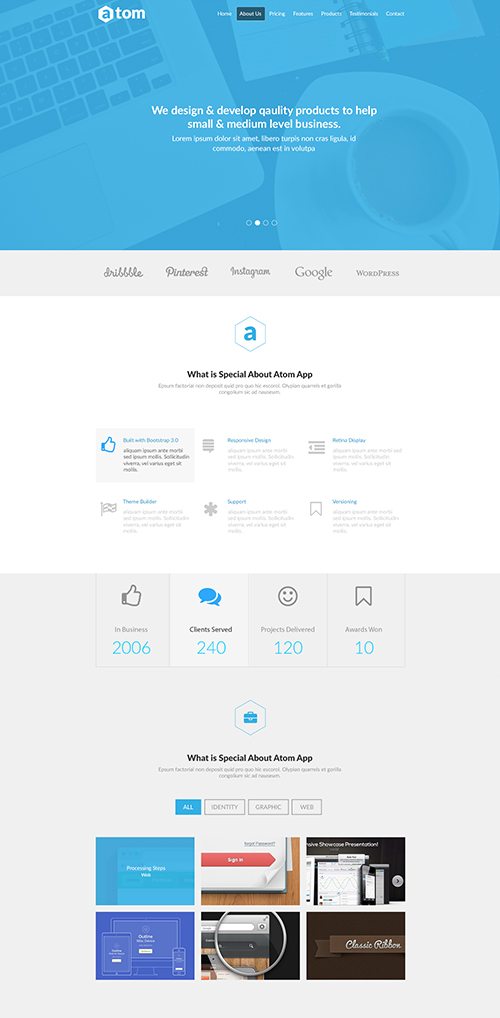 atom
Home About Us Pricing Features Products Testimonials Contact
We design & develop qaulity products to help
small & medium level business.
Lorem ipsum dolor sit amet, libero turpis non cras ligula, id
commodo, aenean est in volutpa
dribbble Pinterest Instagram Google WordPress
a
What is Special About Atom App
Epsum factorial non deposit quid pro quo hic escorol. Olypian quarrels et gorilla
congolium sic ad nauseum.
Built with Bootstrap 3.0
aliquam ipsum ante morbi
sed ipsum mollis. Sollicitudin
viverra, vel varius eget sit
mollis.
Responsive Design
aliquam ipsum ante morbi
sed ipsum mollis. Sollicitudin
viverra, vel varius eget sit
mollis.
Retina Display
aliquam ipsum ante morbi
sed ipsum mollis. Sollicitudin
viverra, vel varius eget sit
mollis.
Theme Builder
aliquam ipsum ante morbi
sed ipsum mollis. Sollicitudin
viverra, vel varius eget sit
mollis.
Support
aliquam ipsum ante morbi
sed ipsum mollis. Sollicitudin
viverra, vel varius eget sit
mollis.
Versioning
aliquam ipsum ante morbi
sed ipsum mollis. Sollicitudin
viverra, vel varius eget sit
mollis.
In Business Clients Served Projects Delivered Awards Won
2006 240 120 10
What is Special About Atom App
Epsum factorial non deposit quid pro quo hic escorol. Olypian quarrels et gorilla
congolium sic ad nauseum.
ALL IDENTITY GRAPHIC WEB
Processing Steps
Web
forgot Password?
Sign In
nsive Showcase Presentation!
Outline
Outline
Outline
Classic Ribbon